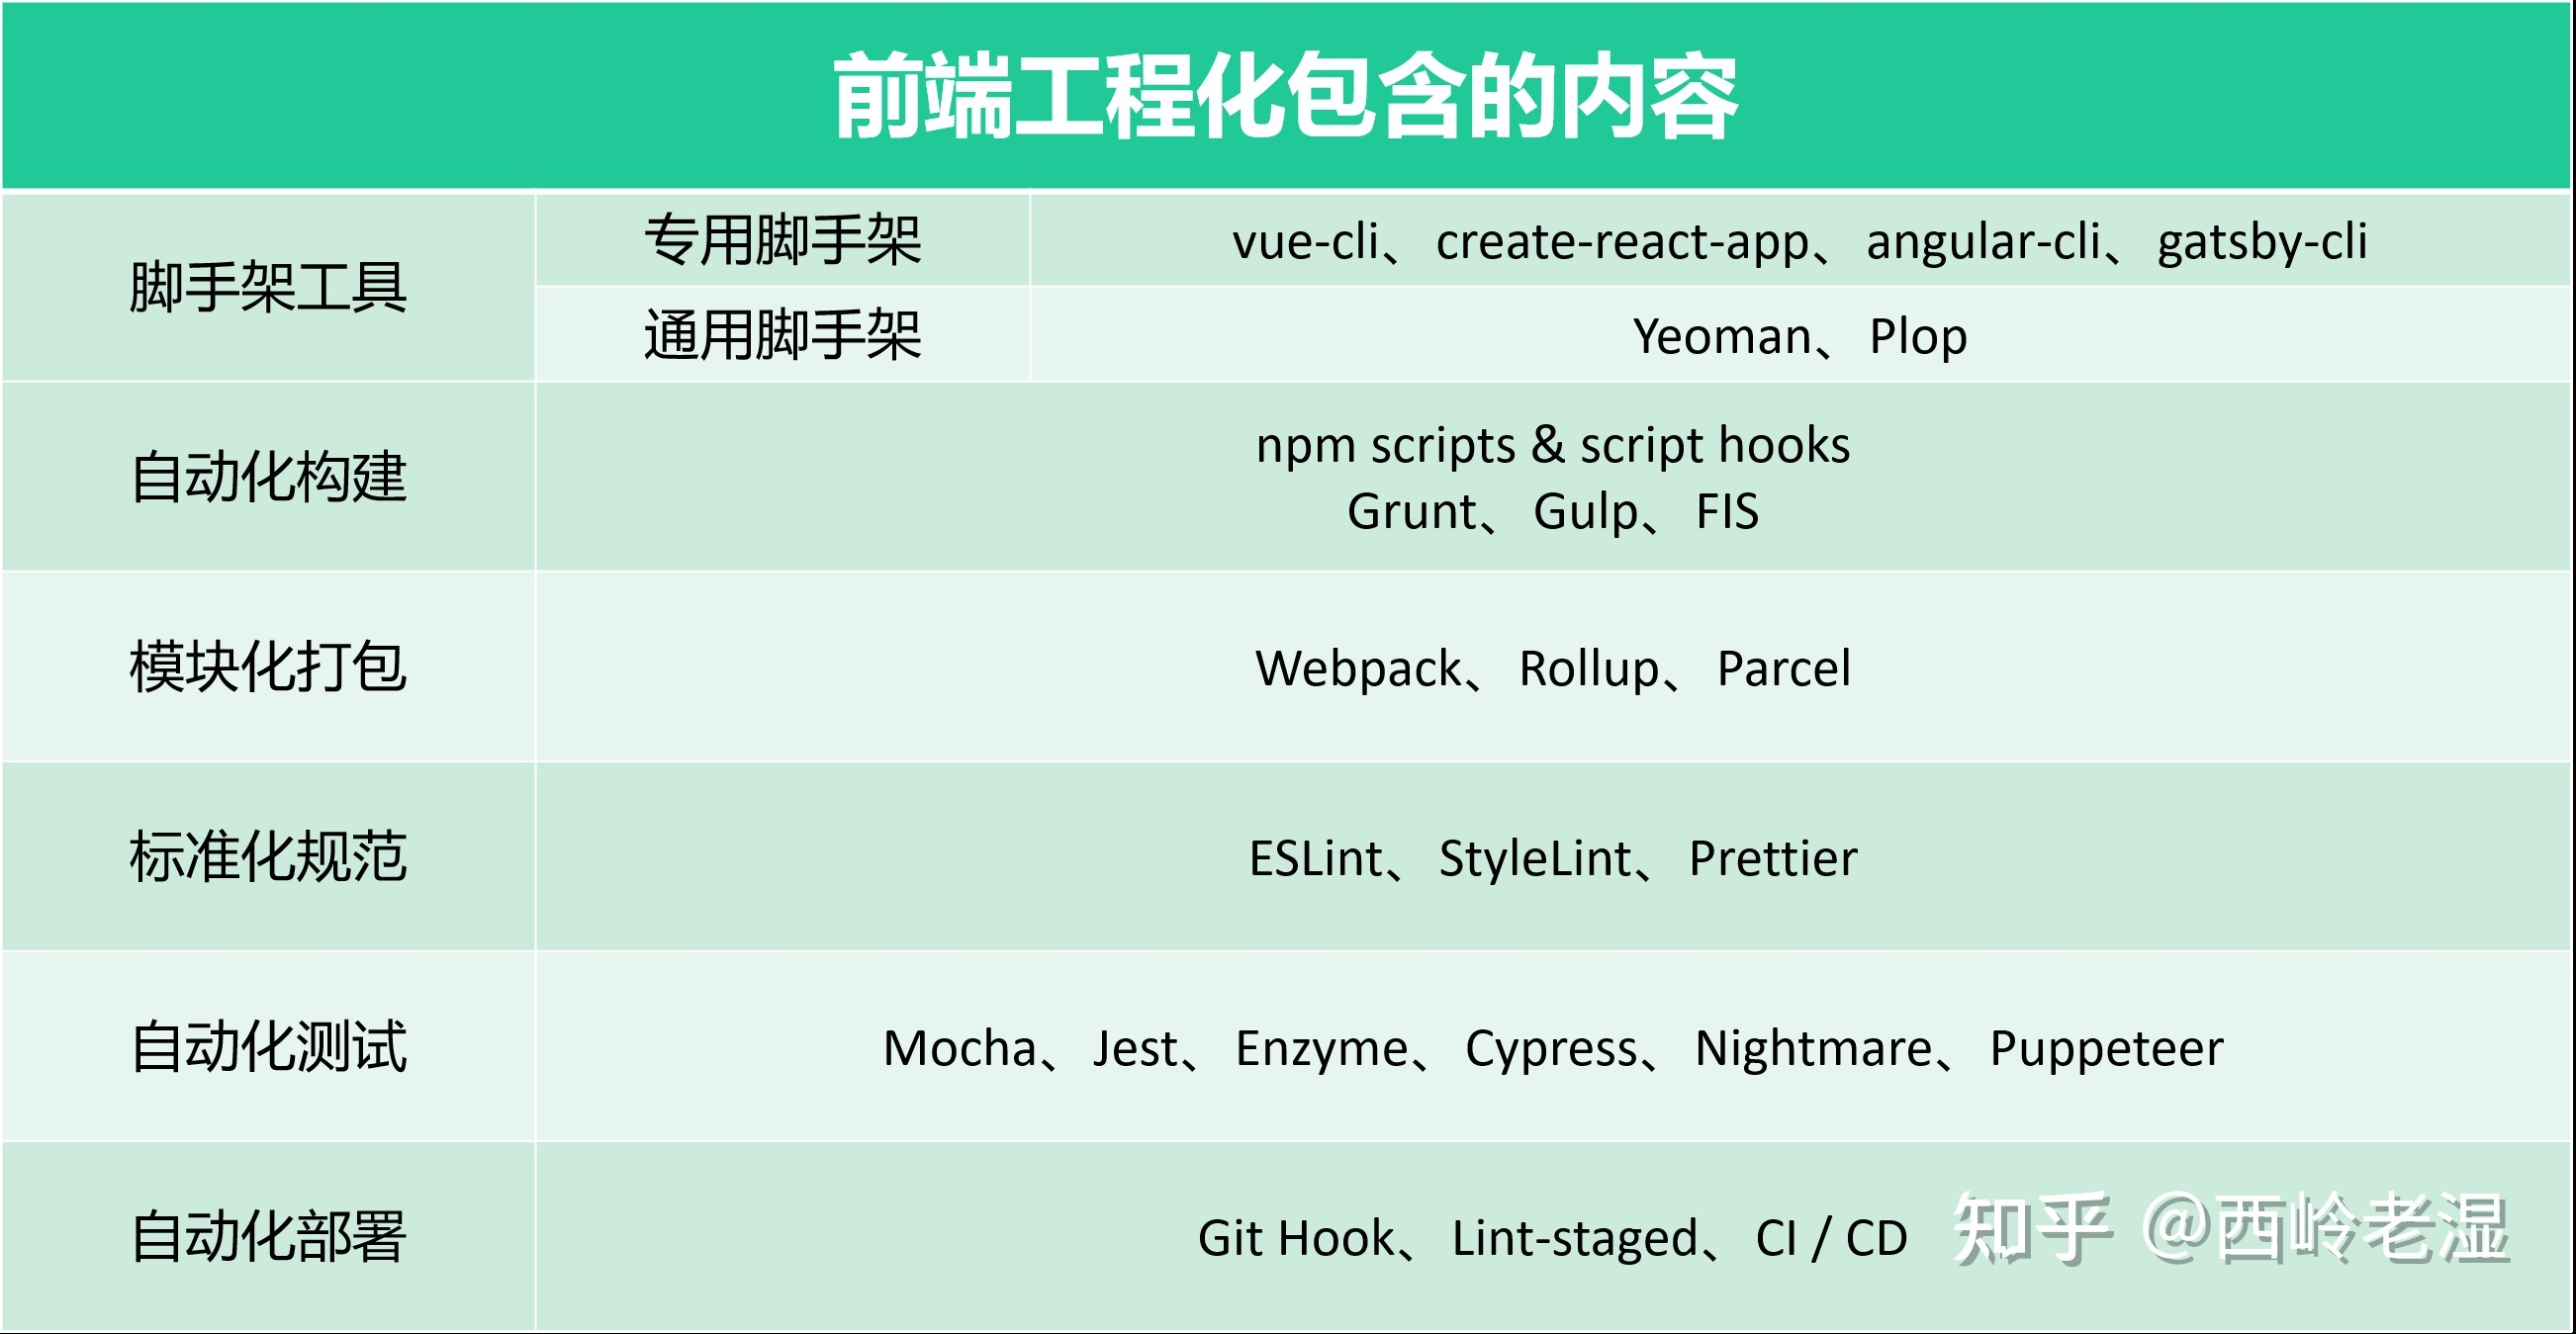 前端工程化包含的内容
脚手架工具
专用脚手架
vue-cli、create-react-app、angular-cli、gatsby-cli
通用脚手架
Yeoman、Plop
自动化构建
npm scripts & script hooks
Grunt、Gulp、FIS
模块化打包
Webpack、Rollup、Parcel
标准化规范
ESLint、StyleLint、Prettier
自动化测试
Mocha、Jest、Enzyme、Cypress、Nightmare、Puppeteer
自动化部署
Git Hook、Lint-staged、CI / CD
知乎 @西岭老湿